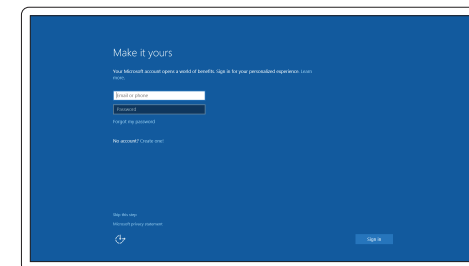 Make it yours
Your Microsoft account opens a world of benefits. Sign in for your personalized experience. Learn
more.
Email or phone
Password
Forgot my password
No account? Create one!
Skip this step
Microsoft privacy statement
Sign in